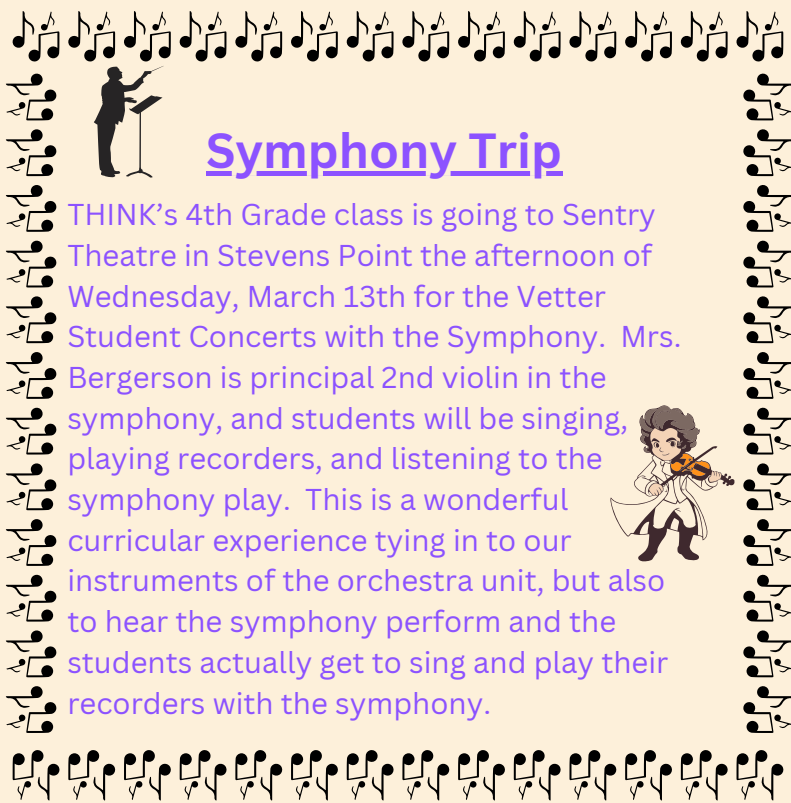 Symphony Trip
THINK’s 4th Grade class is going to Sentry
Theatre in Stevens Point the afternoon of
Wednesday, March 13th for the Vetter
Student Concerts with the Symphony.  Mrs.
Bergerson is principal 2nd violin in the
symphony, and students will be singing,
playing recorders, and listening to the
symphony play.  This is a wonderful
curricular experience tying in to our
instruments of the orchestra unit, but also
to hear the symphony perform and the
students actually get to sing and play their
recorders with the symphony.